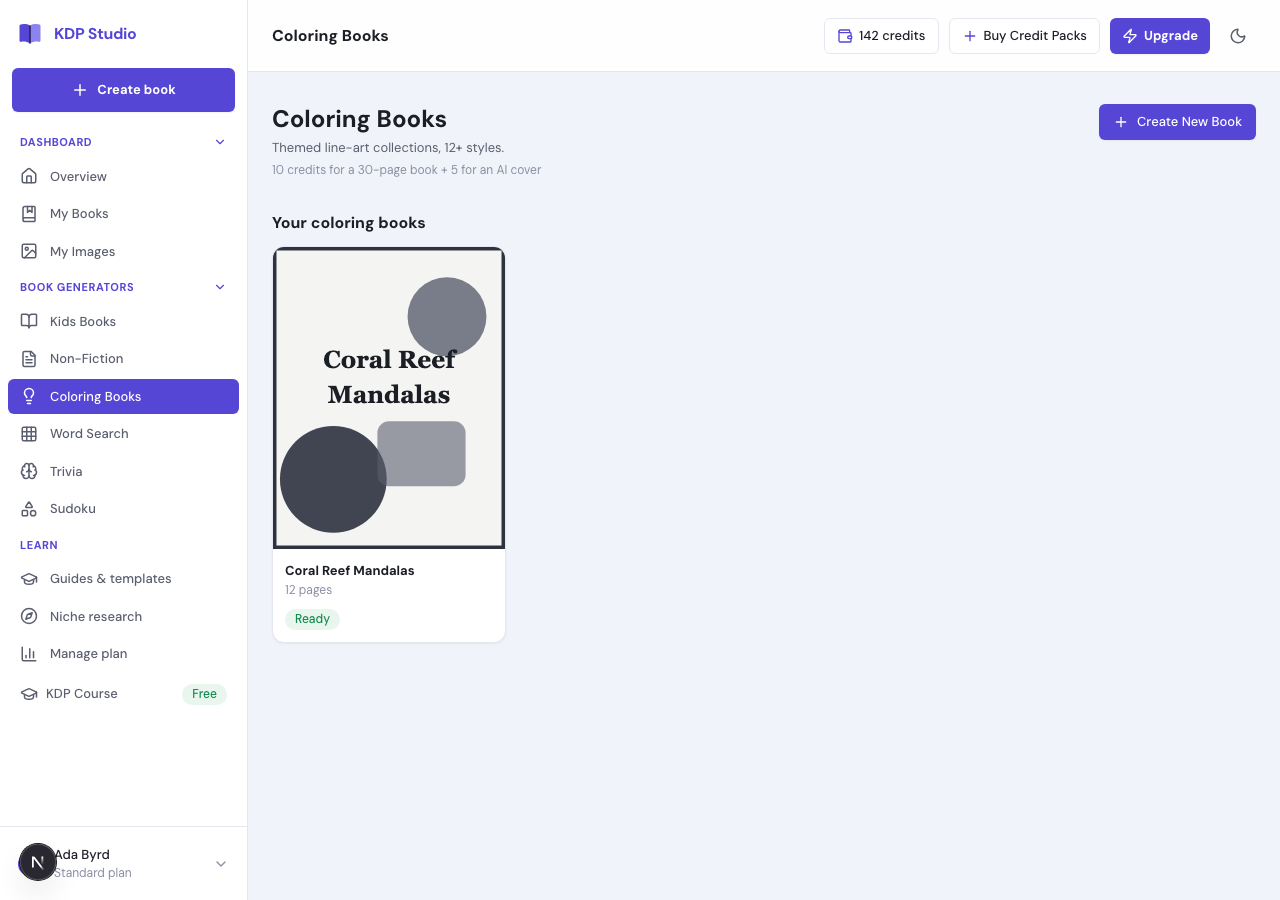 KDP Studio
Create book
DASHBOARD
Overview
My Books
My Images
BOOK GENERATORS
Kids Books
Non-Fiction
Coloring Books
Word Search
Trivia
Sudoku
LEARN
Guides & templates
Niche research
Manage plan
KDP Course
Free
N
Ada Byrd
Standard plan
Coloring Books
142 credits
Buy Credit Packs
Upgrade
Coloring Books
Themed line-art collections, 12+ styles.
10 credits for a 30-page book + 5 for an AI cover
Create New Book
Your coloring books
Coral Reef
Mandalas
Coral Reef Mandalas
12 pages
Ready